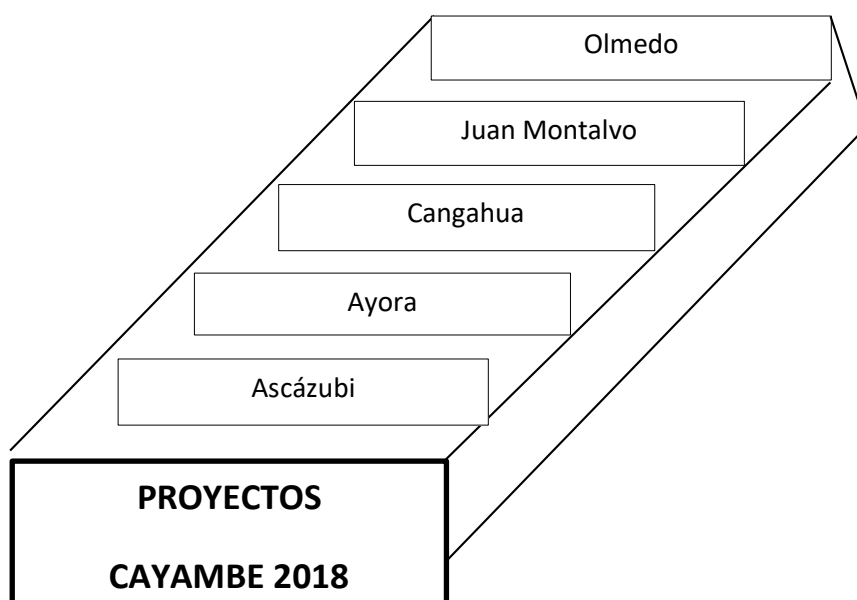 Olmedo
Juan Montalvo
Cangahua
Ayora
Ascázubi
PROYECTOS
CAYAMBE 2018